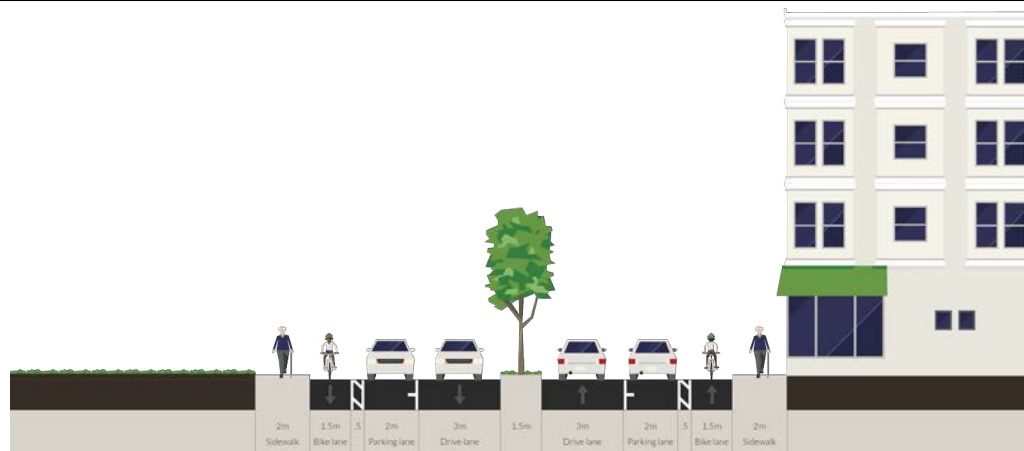 2m
Sidewalk
1.5m
Bike lane
.5
2m
Parking lane
3m
Drive lane
1.5m
3m
Drive lane
2m
Parking lane
.5
1.5m
Bike lane
2m
Sidewalk